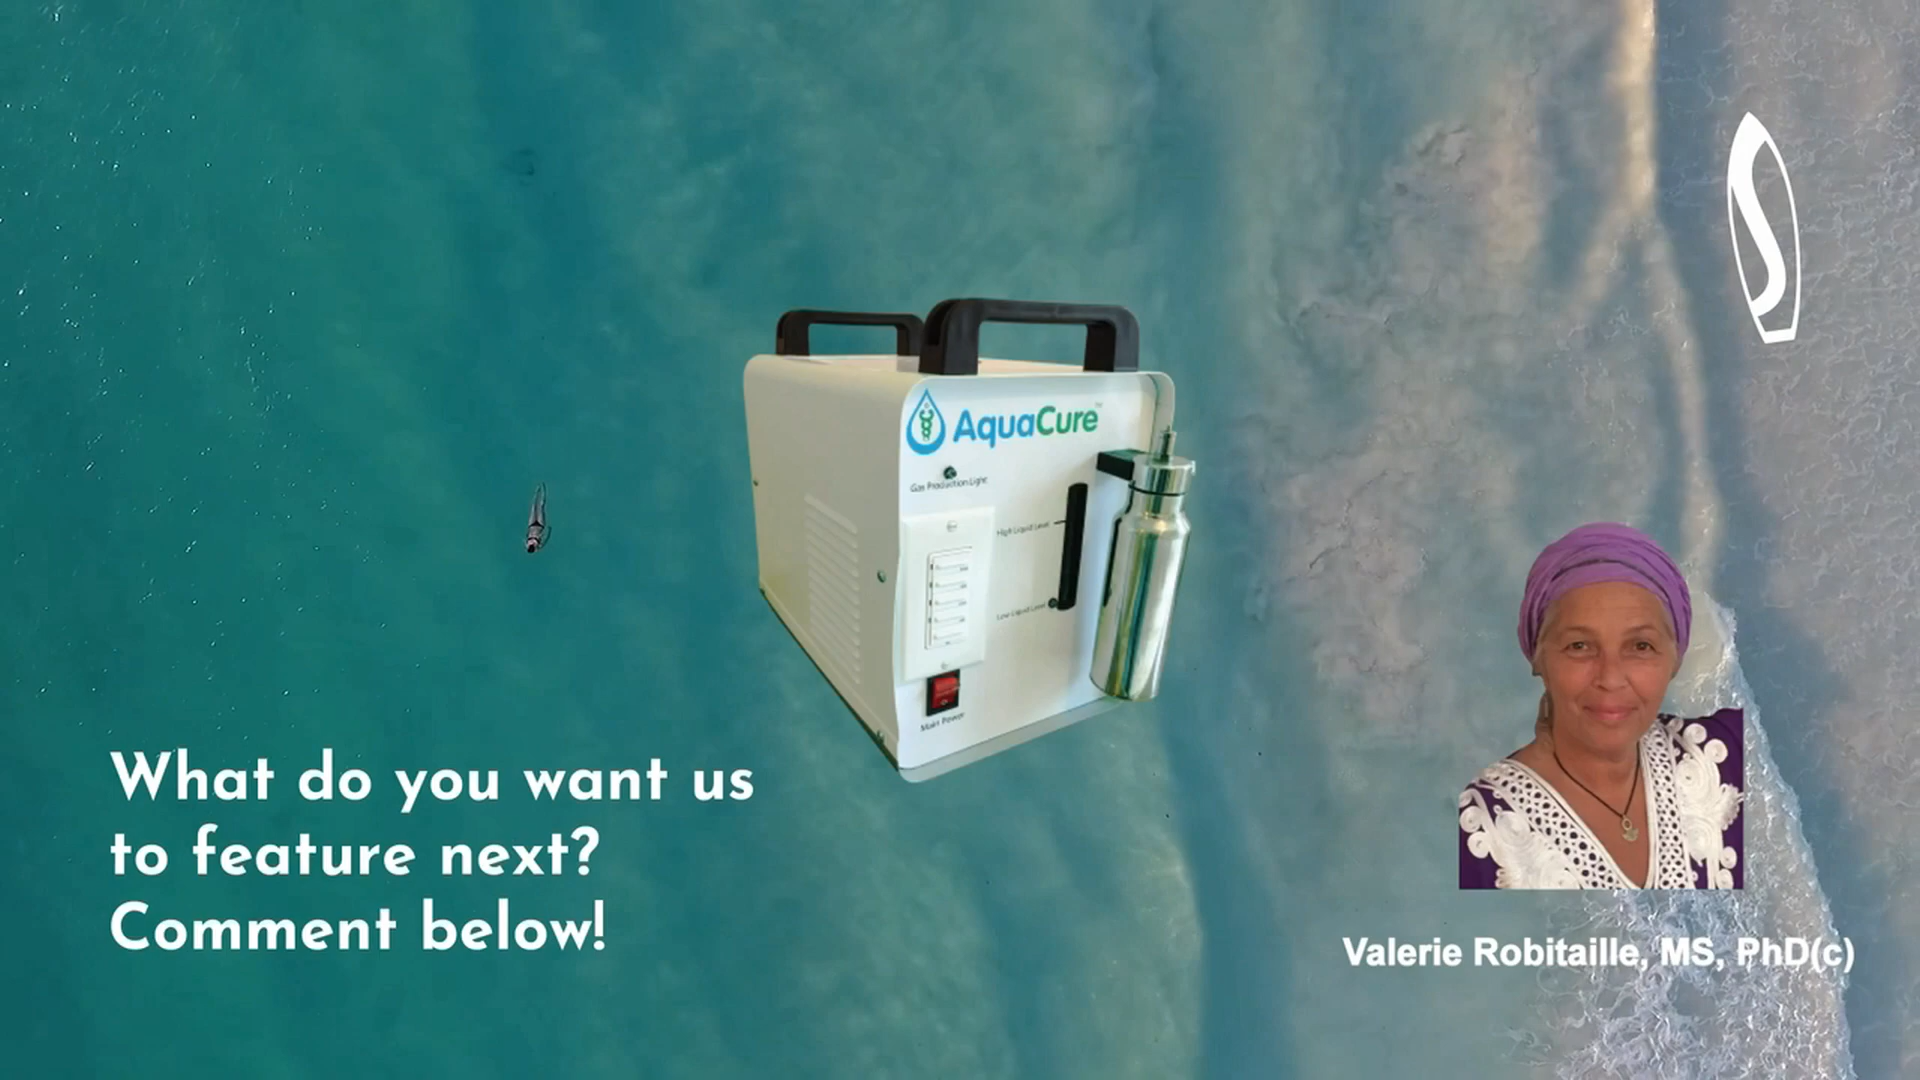 AquaCure
Gas Production Light
High Liquid Level
Low Liquid Level
Main Power
What do you want us
to feature next?
Comment below!
Valerie Robitaille, MS, PhD(c)